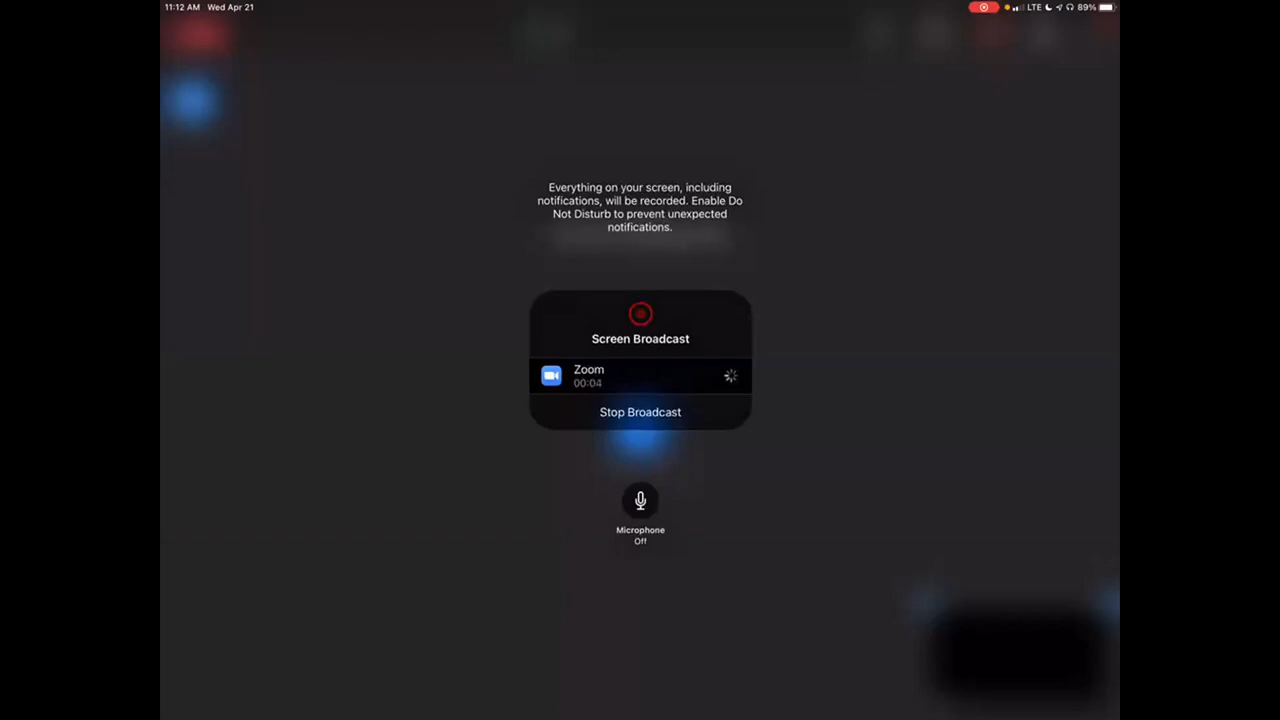 11:12 AM Wed Apr 21
LTE 89%
Everything on your screen, including
notifications, will be recorded. Enable Do
Not Disturb to prevent unexpected
notifications.
Screen Broadcast
Zoom
00:04
Stop Broadcast
Microphone
Off